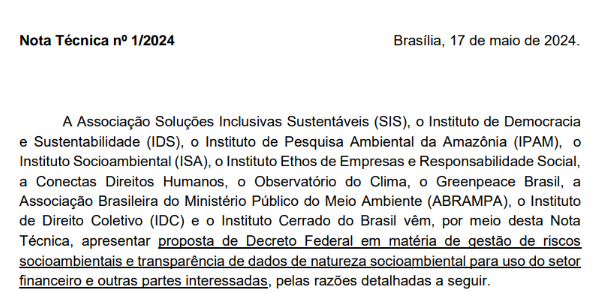 Nota Técnica nº 1/2024
Brasília, 17 de maio de 2024.
A Associação Soluções Inclusivas Sustentáveis (SIS), o Instituto de Democracia
e Sustentabilidade (IDS), o Instituto de Pesquisa Ambiental da Amazônia (IPAM), o
Instituto Socioambiental (ISA), o Instituto Ethos de Empresas e Responsabilidade Social,
a Conectas Direitos Humanos, o Observatório do Clima, o Greenpeace Brasil, a
Associação Brasileira do Ministério Público do Meio Ambiente (ABRAMPA), o Instituto
de Direito Coletivo (IDC) e o Instituto Cerrado do Brasil vêm, por meio desta Nota
Técnica, apresentar proposta de Decreto Federal em matéria de gestão de riscos
socioambientais e transparência de dados de natureza socioambiental para uso do setor
financeiro e outras partes interessadas, pelas razões detalhadas a seguir.